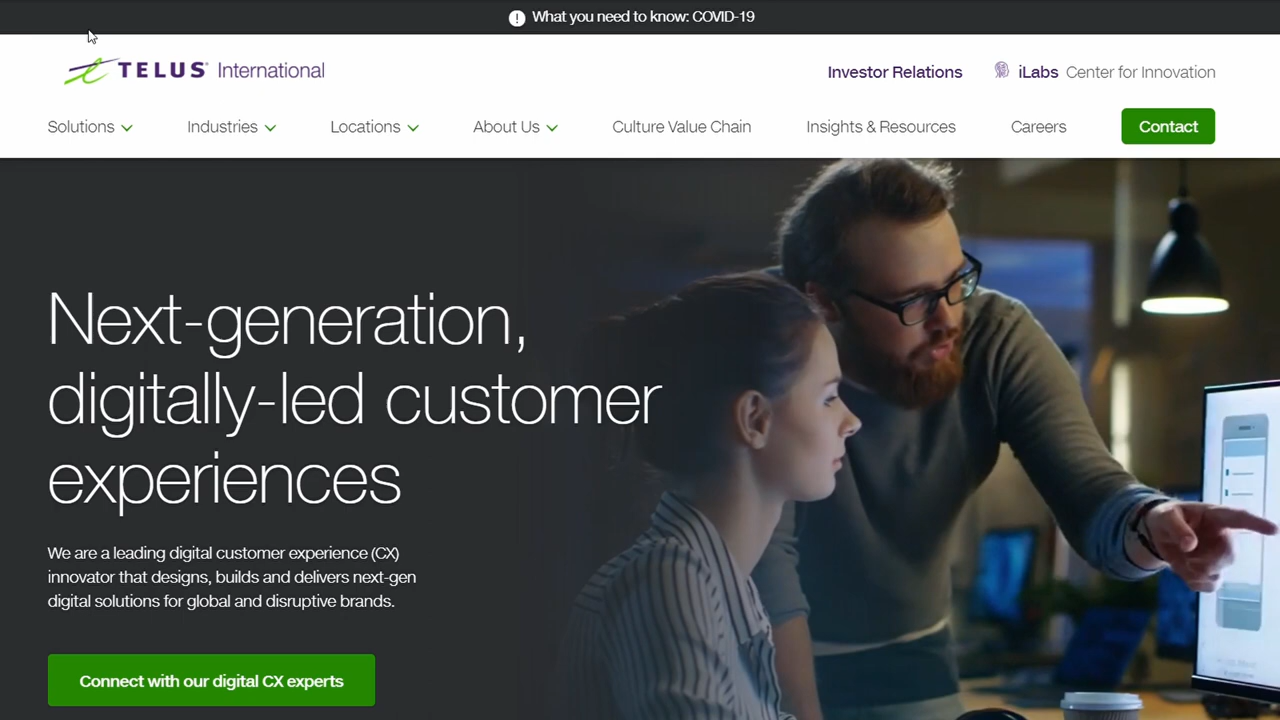 What you need to know: COVID-19
TELUS International
Investor Relations
iLabs Center for Innovation
Solutions
Industries
Locations
About Us
Culture Value Chain
Insights & Resources
Careers
Contact
Next-generation,
digitally-led customer
experiences
We are a leading digital customer experience (CX)
innovator that designs, builds and delivers next-gen
digital solutions for global and disruptive brands.
Connect with our digital CX experts